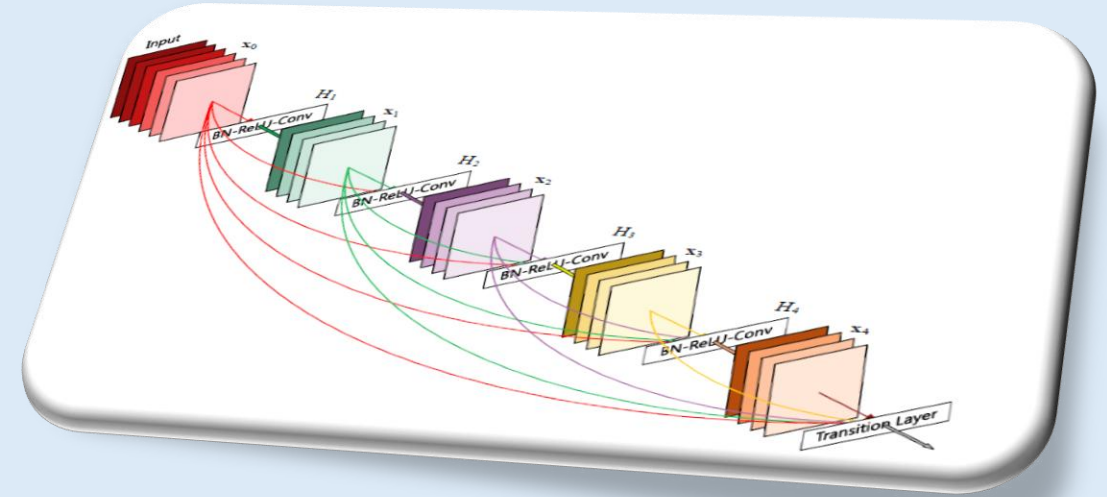 Input
x₀
H₁
BN-ReLU-Conv
x₁
H₂
BN-ReLU-Conv
x₂
H₃
BN-ReLU-Conv
x₃
H₄
BN-ReLU-Conv
x₄
Transition Layer